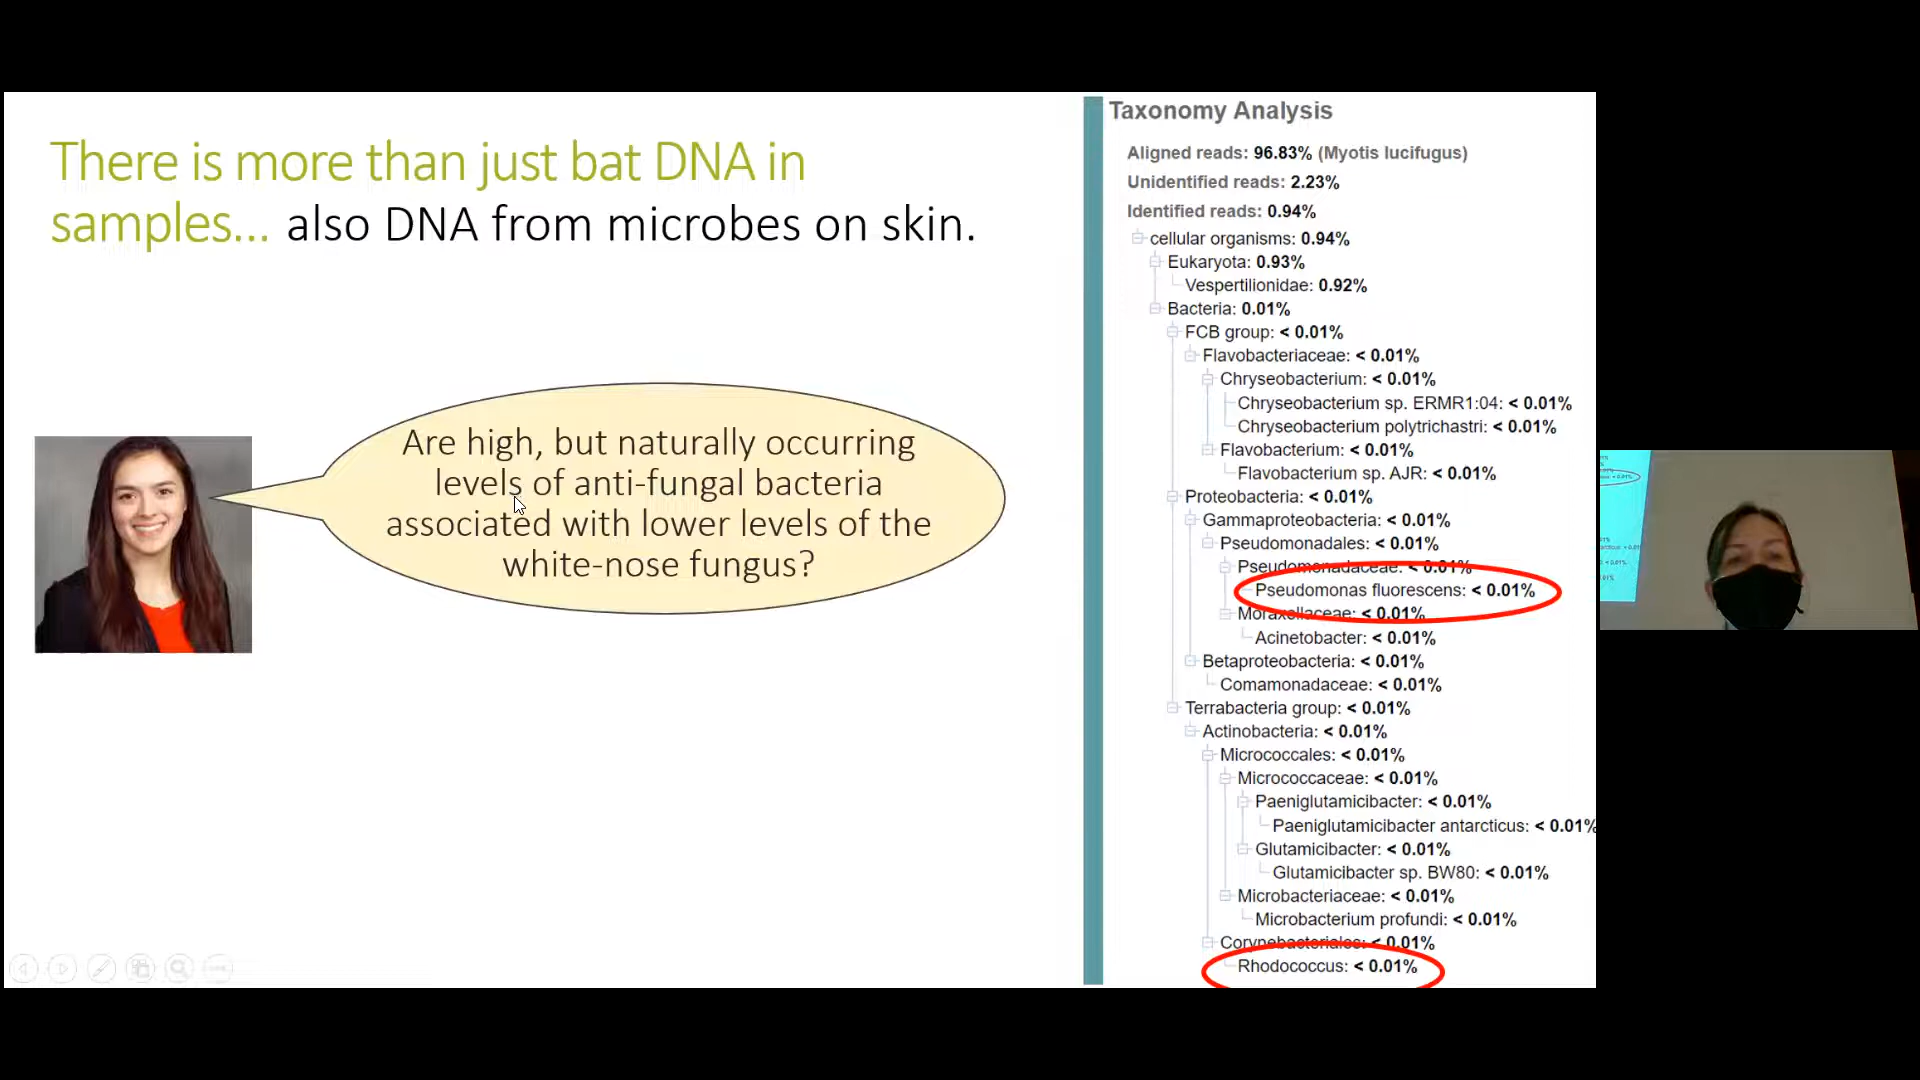 There is more than just bat DNA in
samples... also DNA from microbes on skin.
Are high, but naturally occurring
levels of anti-fungal bacteria
associated with lower levels of the
white-nose fungus?
Taxonomy Analysis
Aligned reads: 96.83% (Myotis lucifugus)
Unidentified reads: 2.23%
Identified reads: 0.94%
cellular organisms: 0.94%
Eukaryota: 0.93%
Vespertilionidae: 0.92%
Bacteria: 0.01%
FCB group: < 0.01%
Flavobacteriaceae: < 0.01%
Chryseobacterium: < 0.01%
Chryseobacterium sp. ERMR1:04: < 0.01%
Chryseobacterium polytrichastri: < 0.01%
Flavobacterium: < 0.01%
Flavobacterium sp. AJR: < 0.01%
Proteobacteria: < 0.01%
Gammaproteobacteria: < 0.01%
Pseudomonadales: < 0.01%
Pseudomonadaceae: < 0.01%
Pseudomonas fluorescens: < 0.01%
Moraxellaceae: < 0.01%
Acinetobacter: < 0.01%
Betaproteobacteria: < 0.01%
Comamonadaceae: < 0.01%
Terrabacteria group: < 0.01%
Actinobacteria: < 0.01%
Micrococcales: < 0.01%
Micrococcaceae: < 0.01%
Paeniglutamicibacter: < 0.01%
Paeniglutamicibacter antarcticus: < 0.01%
Glutamicibacter: < 0.01%
Glutamicibacter sp. BW80: < 0.01%
Microbacteriaceae: < 0.01%
Microbacterium profundi: < 0.01%
Corynebacteriales: < 0.01%
Rhodococcus: < 0.01%